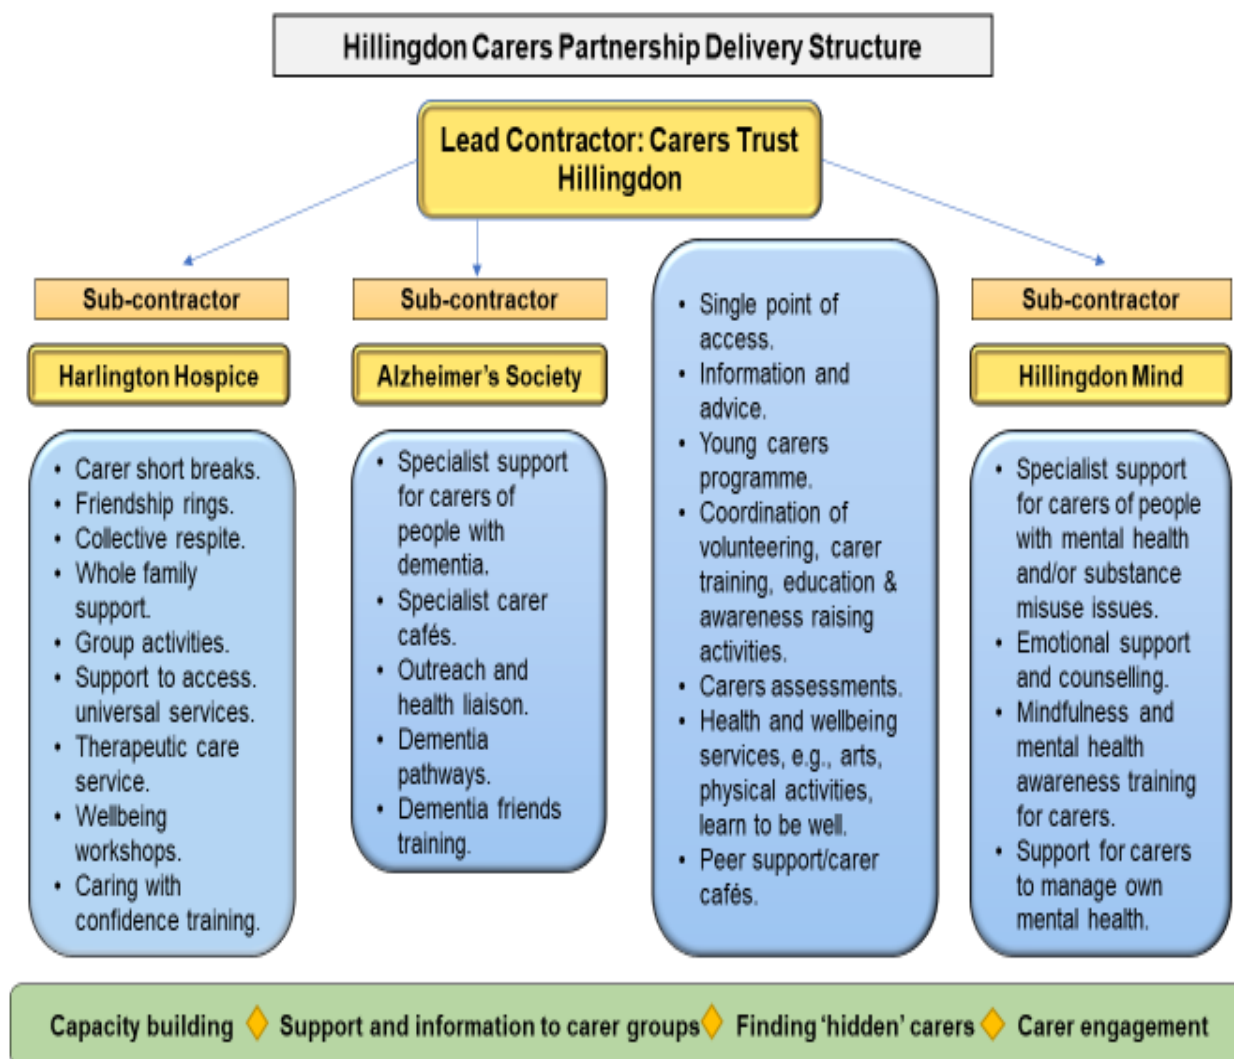 Hillingdon Carers Partnership Delivery Structure
Lead Contractor: Carers Trust
Hillingdon
Sub-contractor
Harlington Hospice
• Carer short breaks.
• Friendship rings.
• Collective respite.
• Whole family
support.
• Group activities.
• Support to access.
universal services.
• Therapeutic care
service.
• Wellbeing
workshops.
• Caring with
confidence training.
Sub-contractor
Alzheimer's Society
• Specialist support
for carers of
people with
dementia.
• Specialist carer
cafés.
• Outreach and
health liaison.
• Dementia
pathways.
• Dementia friends
training.
• Single point of
access.
• Information and
advice.
• Young carers
programme.
• Coordination of
volunteering, carer
training, education &
awareness raising
activities.
• Carers assessments.
• Health and wellbeing
services, e.g., arts,
physical activities,
learn to be well.
• Peer support/carer
cafés.
Sub-contractor
Hillingdon Mind
• Specialist support
for carers of people
with mental health
and/or substance
misuse issues.
• Emotional support
and counselling.
• Mindfulness and
mental health
awareness training
for carers.
• Support for carers
to manage own
mental health.
Capacity building ◆ Support and information to carer groups ◆ Finding 'hidden' carers ◆ Carer engagement